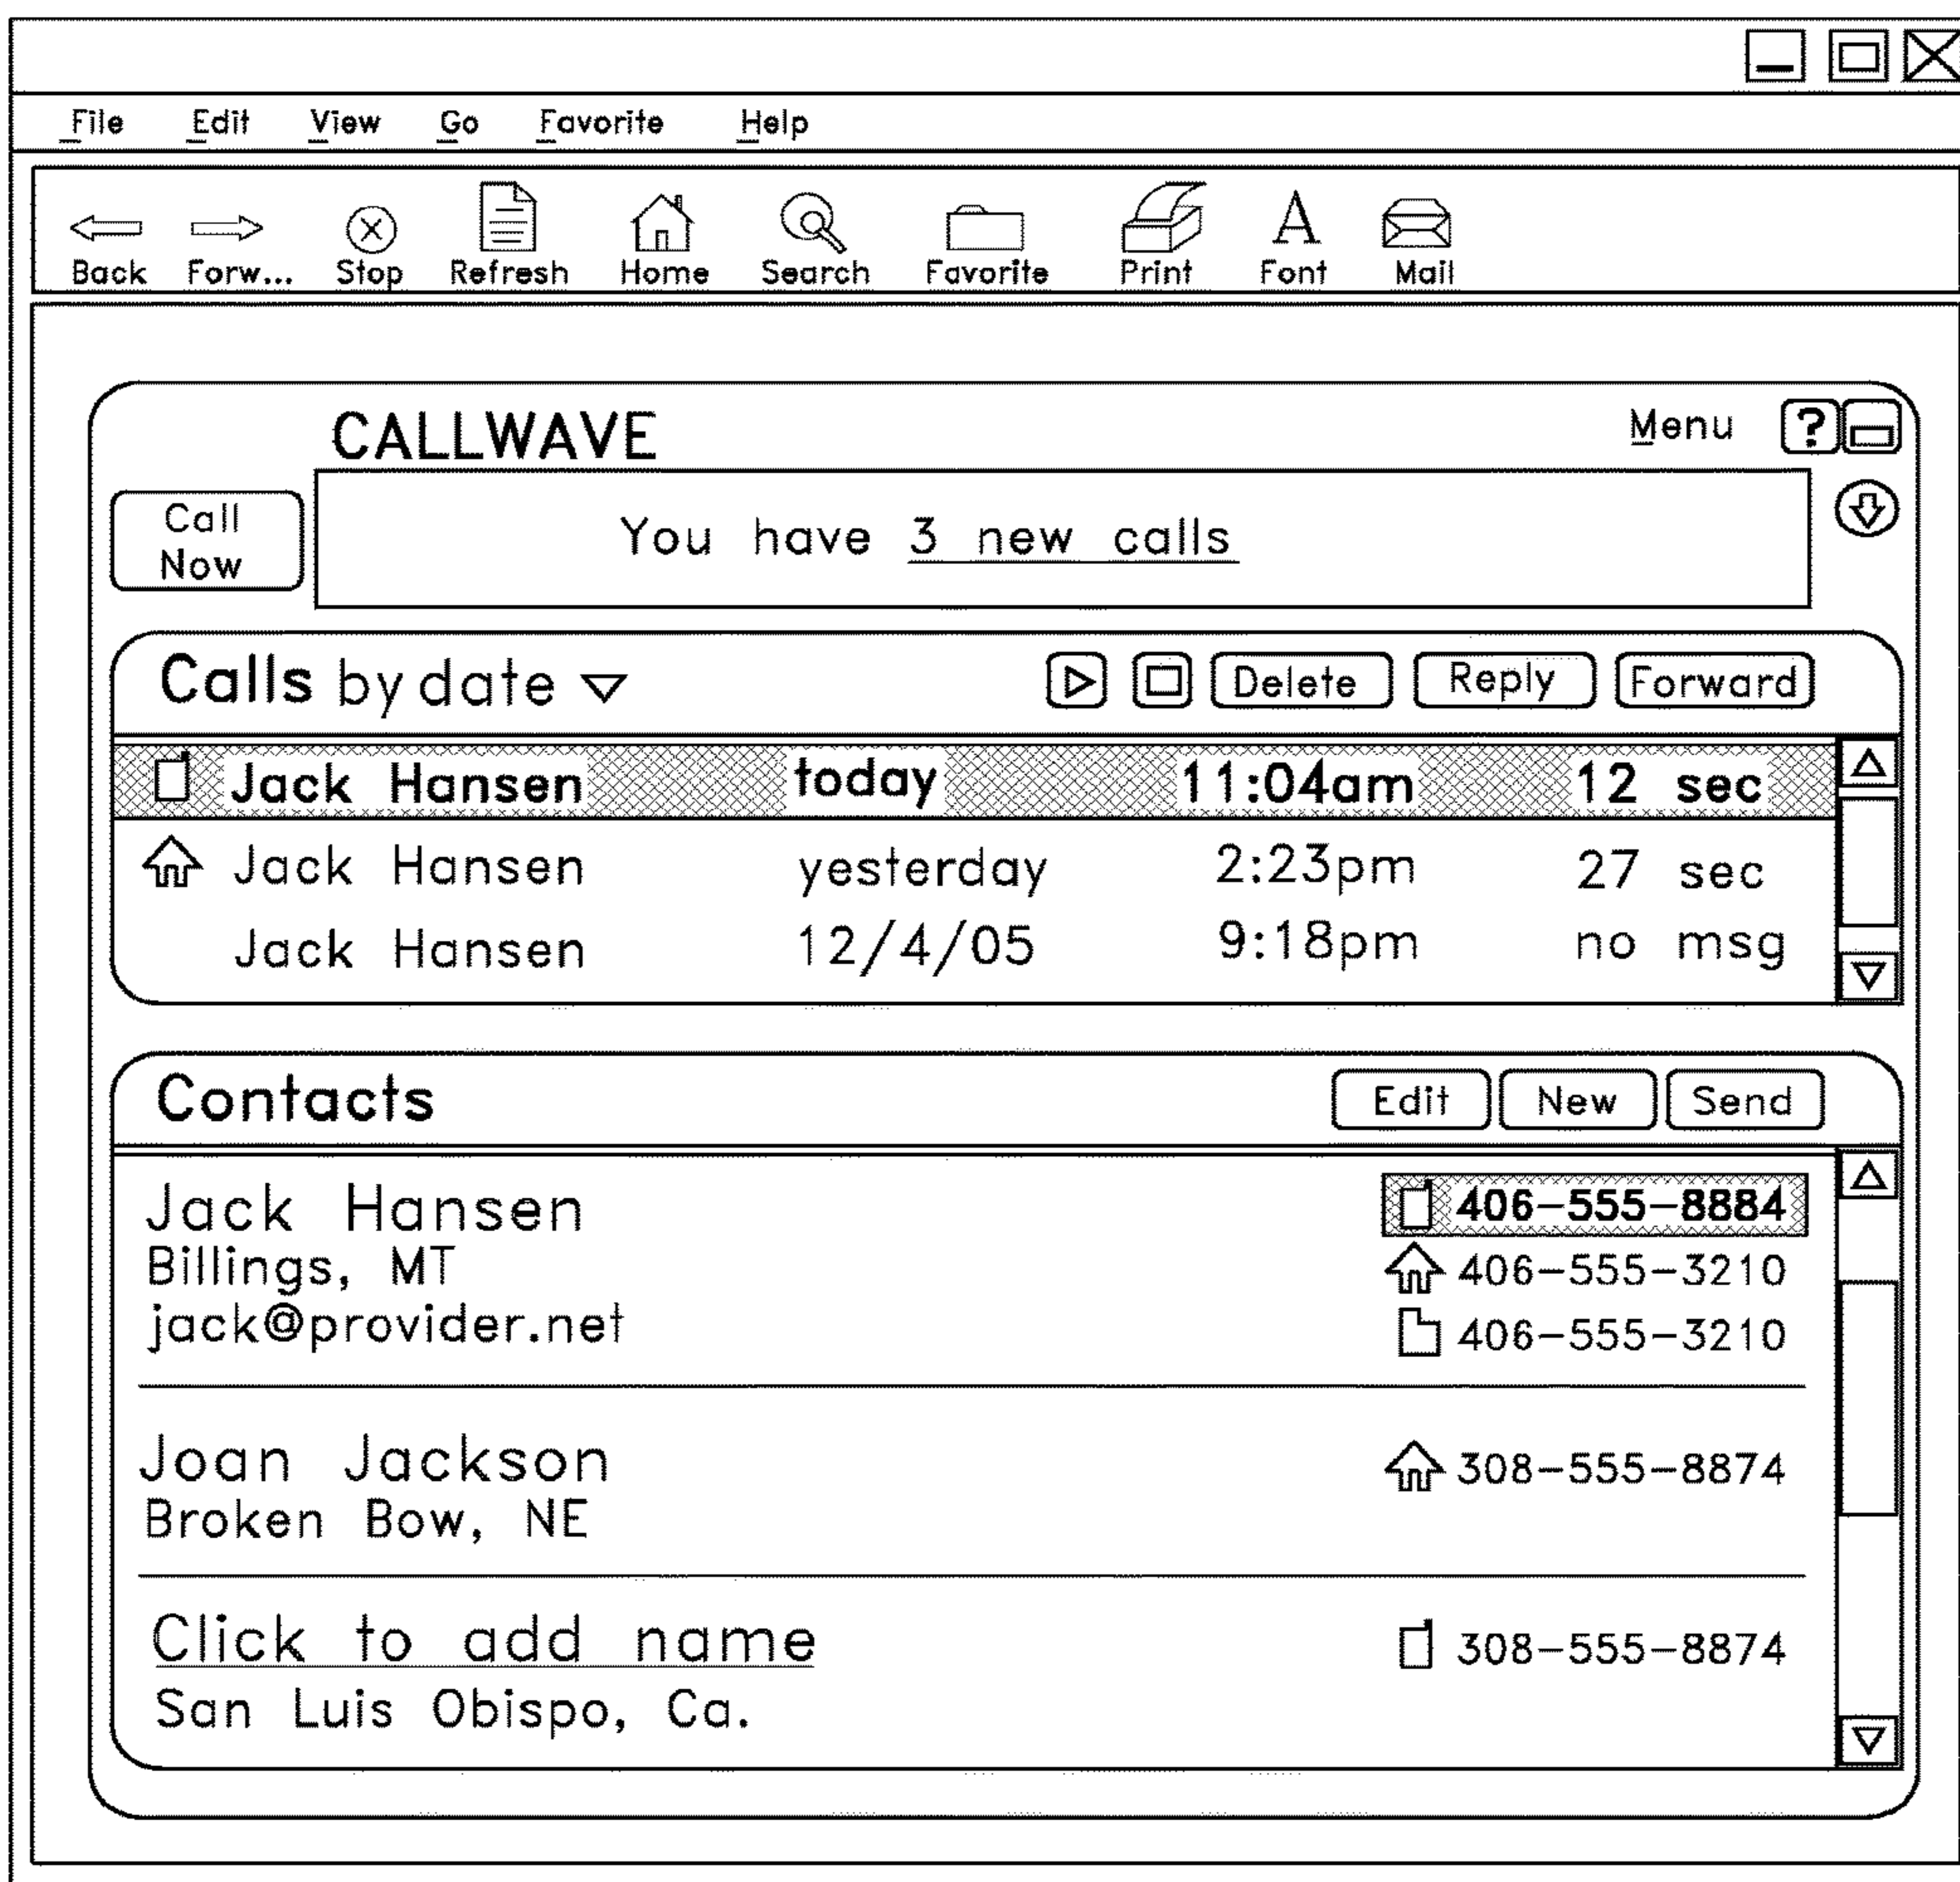 File Edit View Go Favorite Help
Back Forw... Stop Refresh Home Search Favorite Print Font Mail
CALLWAVE Menu ?
Call
Now
You have 3 new calls
Calls by date Delete Reply Forward
Jack Hansen today 11:04am 12 sec
Jack Hansen yesterday 2:23pm 27 sec
Jack Hansen 12/4/05 9:18pm no msg
Contacts Edit New Send
Jack Hansen 406-555-8884
Billings, MT 406-555-3210
jack@provider.net 406-555-3210
Joan Jackson 308-555-8874
Broken Bow, NE
Click to add name 308-555-8874
San Luis Obispo, Ca.